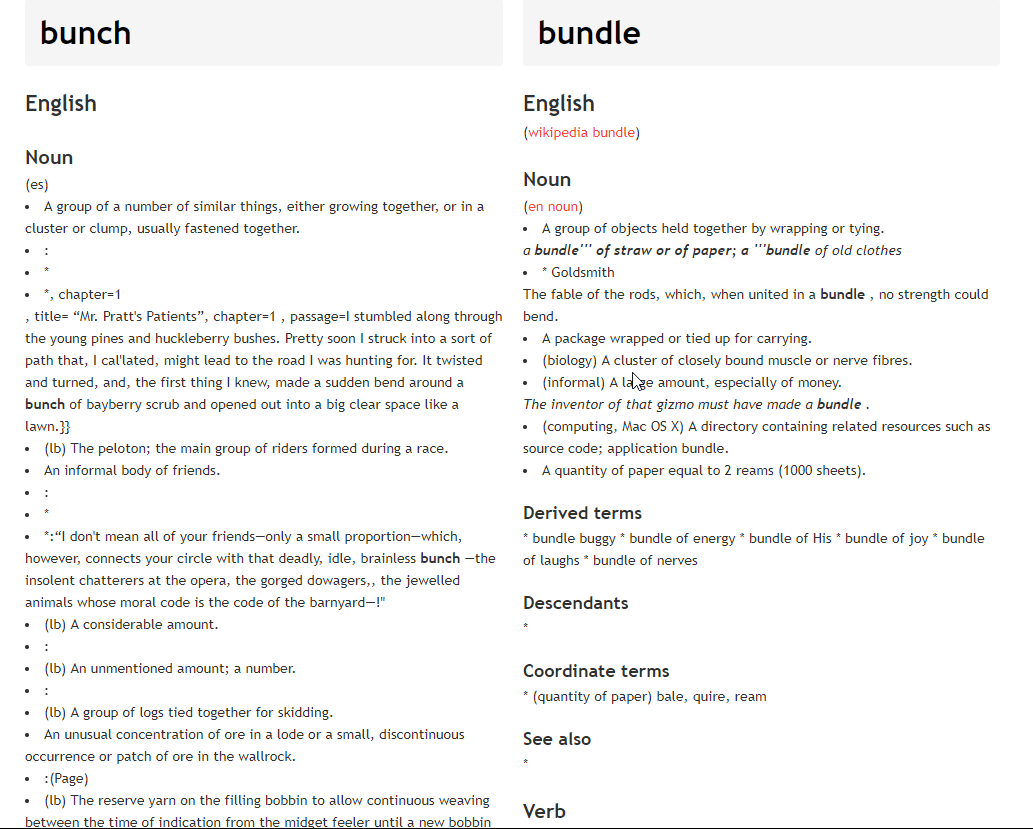 bunch
English
Noun
(es)
• A group of a number of similar things, either growing together, or in a
cluster or clump, usually fastened together.
• :
• *
• *, chapter=1
, title= “Mr. Pratt's Patients”, chapter=1 , passage=I stumbled along through
the young pines and huckleberry bushes. Pretty soon I struck into a sort of
path that, I cal'lated, might lead to the road I was hunting for. It twisted
and turned, and, the first thing I knew, made a sudden bend around a
bunch of bayberry scrub and opened out into a big clear space like a
lawn.]}
• (lb) The peloton; the main group of riders formed during a race.
• An informal body of friends.
• :
• *
• *:“I don't mean all of your friends—only a small proportion—which,
however, connects your circle with that deadly, idle, brainless bunch —the
insolent chatterers at the opera, the gorged dowagers,, the jewelled
animals whose moral code is the code of the barnyard—!"
• (lb) A considerable amount.
• :
• (lb) An unmentioned amount; a number.
• :
• (lb) A group of logs tied together for skidding.
• An unusual concentration of ore in a lode or a small, discontinuous
occurrence or patch of ore in the wallrock.
• :(Page)
• (lb) The reserve yarn on the filling bobbin to allow continuous weaving
between the time of indication from the midget feeler until a new bobbin
bundle
English
(wikipedia bundle)
Noun
(en noun)
• A group of objects held together by wrapping or tying.
a bundle''' of straw or of paper; a '''bundle of old clothes
• * Goldsmith
The fable of the rods, which, when united in a bundle , no strength could
bend.
• A package wrapped or tied up for carrying.
• (biology) A cluster of closely bound muscle or nerve fibres.
• (informal) A large amount, especially of money.
The inventor of that gizmo must have made a bundle .
• (computing, Mac OS X) A directory containing related resources such as
source code; application bundle.
• A quantity of paper equal to 2 reams (1000 sheets).
Derived terms
* bundle buggy * bundle of energy * bundle of His * bundle of joy * bundle
of laughs * bundle of nerves
Descendants
*
Coordinate terms
* (quantity of paper) bale, quire, ream
See also
*
Verb